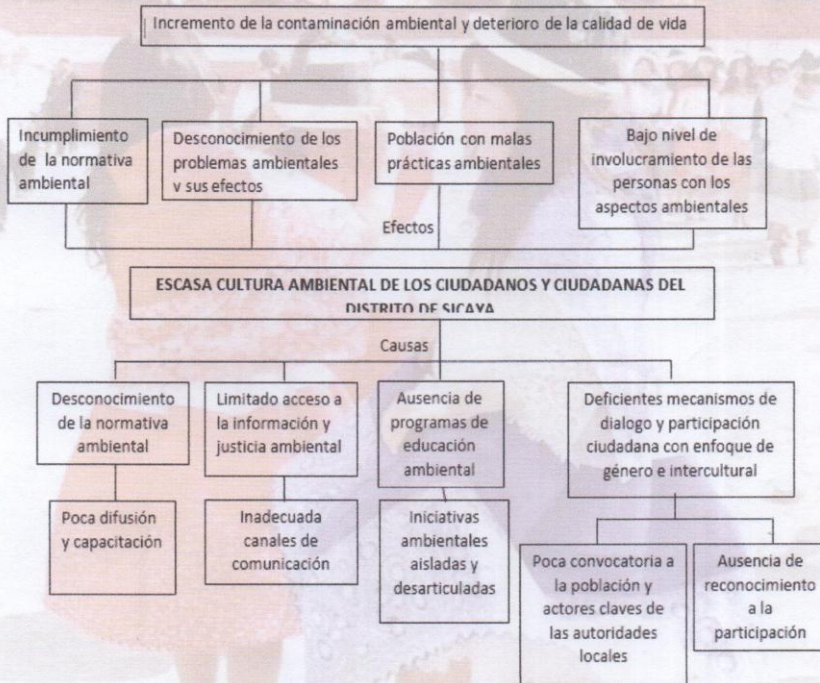 Incremento de la contaminación ambiental y deterioro de la calidad de vida
Incumplimiento
de la normativa
ambiental
Desconocimiento de los
problemas ambientales
y sus efectos
Población con malas
prácticas ambientales
Bajo nivel de
involucramiento de las
personas con los
aspectos ambientales
Efectos
ESCASA CULTURA AMBIENTAL DE LOS CIUDADANOS Y CIUDADANAS DEL
DISTRITO DE SICAYA
Causas
Desconocimiento
de la normativa
ambiental
Limitado acceso a
la información y
justicia ambiental
Ausencia de
programas de
educación
ambiental
Deficientes mecanismos de
dialogo y participación
ciudadana con enfoque de
género e intercultural
Poca difusión
y capacitación
Inadecuada
canales de
comunicación
Iniciativas
ambientales
aisladas y
desarticuladas
Poca convocatoria a
la población y
actores claves de
las autoridades
locales
Ausencia de
reconocimiento
a la
participación